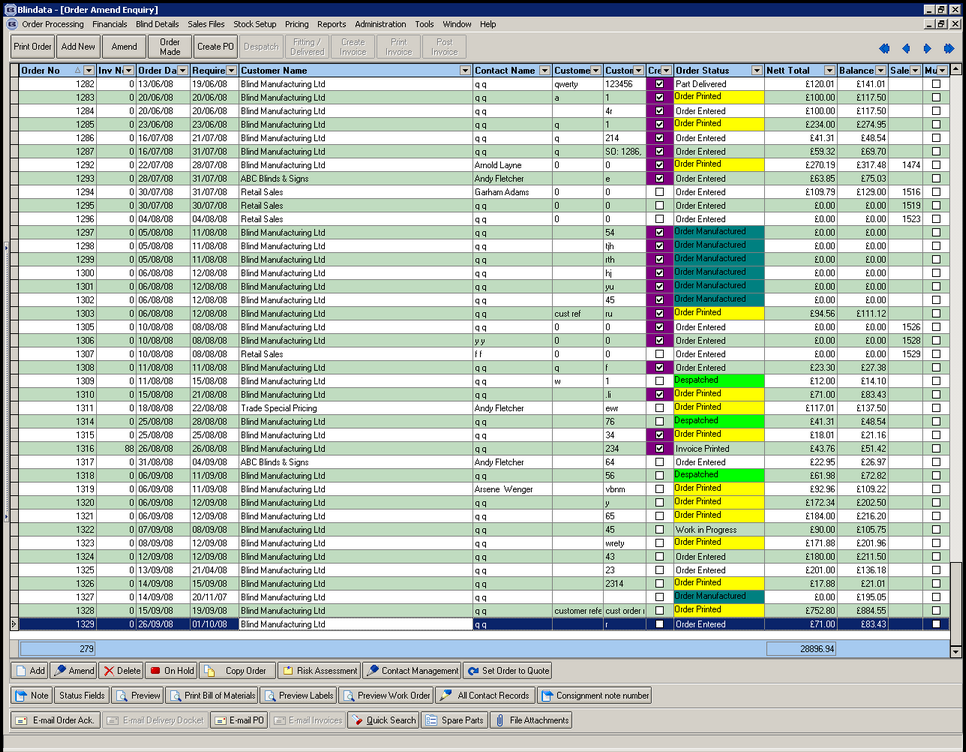 Blindata - [Order Amend Enquiry]
Order Processing Financials Blind Details Sales Files Stock Setup Pricing Reports Administration Tools Window Help
Print Order Add New Amend Order Made Create PO Despatch Fitting / Delivered Create Invoice Print Invoice Post Invoice
Order No Inv N Order Da Require Customer Name Contact Name Custome Custom Cre Order Status Nett Total Balance Sale Mu
1282 0 13/06/08 19/06/08 Blind Manufacturing Ltd q q qwerty 123456 Part Delivered £120.01 £141.01
1283 0 20/06/08 20/06/08 Blind Manufacturing Ltd q q a 1 Order Printed £100.00 £117.50
1284 0 20/06/08 20/06/08 Blind Manufacturing Ltd q q 4r Order Entered £100.00 £117.50
1285 0 23/06/08 23/06/08 Blind Manufacturing Ltd q q q 1 Order Printed £234.00 £274.95
1286 0 16/07/08 21/07/08 Blind Manufacturing Ltd q q q 214 Order Entered £41.31 £48.54
1287 0 16/07/08 31/07/08 Blind Manufacturing Ltd q q q SO: 1286, Order Entered £59.32 £69.70
1292 0 22/07/08 28/07/08 Blind Manufacturing Ltd Arnold Layne 0 0 Order Printed £270.19 £317.48 1474
1293 0 28/07/08 31/07/08 ABC Blinds & Signs Andy Fletcher e Order Entered £63.85 £75.03
1294 0 30/07/08 31/07/08 Retail Sales Garham Adams 0 0 Order Entered £109.79 £129.00 1516
1295 0 30/07/08 30/07/08 Retail Sales 0 0 Order Entered £0.00 £0.00 1519
1296 0 04/08/08 04/08/08 Retail Sales 0 0 Order Entered £0.00 £0.00 1523
1297 0 05/08/08 11/08/08 Blind Manufacturing Ltd q q 54 Order Manufactured £0.00 £0.00
1298 0 05/08/08 11/08/08 Blind Manufacturing Ltd q q tjh Order Manufactured £0.00 £0.00
1299 0 05/08/08 11/08/08 Blind Manufacturing Ltd q q rth Order Manufactured £0.00 £0.00
1300 0 06/08/08 12/08/08 Blind Manufacturing Ltd q q hj Order Manufactured £0.00 £0.00
1301 0 06/08/08 12/08/08 Blind Manufacturing Ltd q q yu Order Manufactured £0.00 £0.00
1302 0 06/08/08 12/08/08 Blind Manufacturing Ltd q q 45 Order Manufactured £0.00 £0.00
1303 0 06/08/08 12/08/08 Blind Manufacturing Ltd q q cust ref ru Order Printed £94.56 £111.12
1305 0 10/08/08 08/08/08 Blind Manufacturing Ltd q q 0 0 Order Entered £0.00 £0.00 1526
1306 0 10/08/08 08/08/08 Blind Manufacturing Ltd y y 0 0 Order Entered £0.00 £0.00 1528
1307 0 10/08/08 08/08/08 Retail Sales f f 0 0 Order Entered £0.00 £0.00 1529
1308 0 11/08/08 11/08/08 Blind Manufacturing Ltd q q q f Order Entered £23.30 £27.38
1309 0 11/08/08 15/08/08 Blind Manufacturing Ltd q q w 1 Despatched £12.00 £14.10
1310 0 15/08/08 21/08/08 Blind Manufacturing Ltd q q .li Order Printed £71.00 £83.43
1311 0 18/08/08 22/08/08 Trade Special Pricing Andy Fletcher ewr Order Printed £117.01 £137.50
1314 0 25/08/08 28/08/08 Blind Manufacturing Ltd q q 76 Despatched £41.31 £48.54
1315 0 25/08/08 25/08/08 Blind Manufacturing Ltd q q 34 Order Printed £18.01 £21.16
1316 88 26/08/08 26/08/08 Blind Manufacturing Ltd q q 234 Invoice Printed £43.76 £51.42
1317 0 31/08/08 04/09/08 ABC Blinds & Signs Andy Fletcher 64 Order Entered £22.95 £26.97
1318 0 06/09/08 11/09/08 Blind Manufacturing Ltd q q 56 Despatched £61.98 £72.82
1319 0 06/09/08 11/09/08 Blind Manufacturing Ltd Arsene Wenger vbnm Order Printed £92.96 £109.22
1320 0 06/09/08 12/09/08 Blind Manufacturing Ltd q q y Order Printed £172.34 £202.50
1321 0 06/09/08 12/09/08 Blind Manufacturing Ltd q q 65 Order Printed £184.00 £216.20
1322 0 07/09/08 08/09/08 Blind Manufacturing Ltd q q 45 Work in Progress £90.00 £105.75
1323 0 08/09/08 12/09/08 Blind Manufacturing Ltd q q wrety Order Printed £171.88 £201.96
1324 0 12/09/08 12/09/08 Blind Manufacturing Ltd q q 43 Order Entered £180.00 £211.50
1325 0 13/09/08 21/04/08 Blind Manufacturing Ltd q q 23 Order Entered £201.00 £136.18
1326 0 14/09/08 15/09/08 Blind Manufacturing Ltd q q 2314 Order Printed £17.88 £21.01
1327 0 14/09/08 20/11/07 Blind Manufacturing Ltd q q Order Manufactured £0.00 £195.05
1328 0 15/09/08 19/09/08 Blind Manufacturing Ltd q q customer refe cust order r Order Printed £752.80 £884.55
1329 0 26/09/08 01/10/08 Blind Manufacturing Ltd q q r Order Entered £71.00 £83.43
279 28896.94
Add Amend Delete On Hold Copy Order Risk Assessment Contact Management Set Order to Quote
Note Status Fields Preview Print Bill of Materials Preview Labels Preview Work Order All Contact Records Consignment note number
E-mail Order Ack. E-mail Delivery Docket E-mail PO E-mail Invoices Quick Search Spare Parts File Attachments